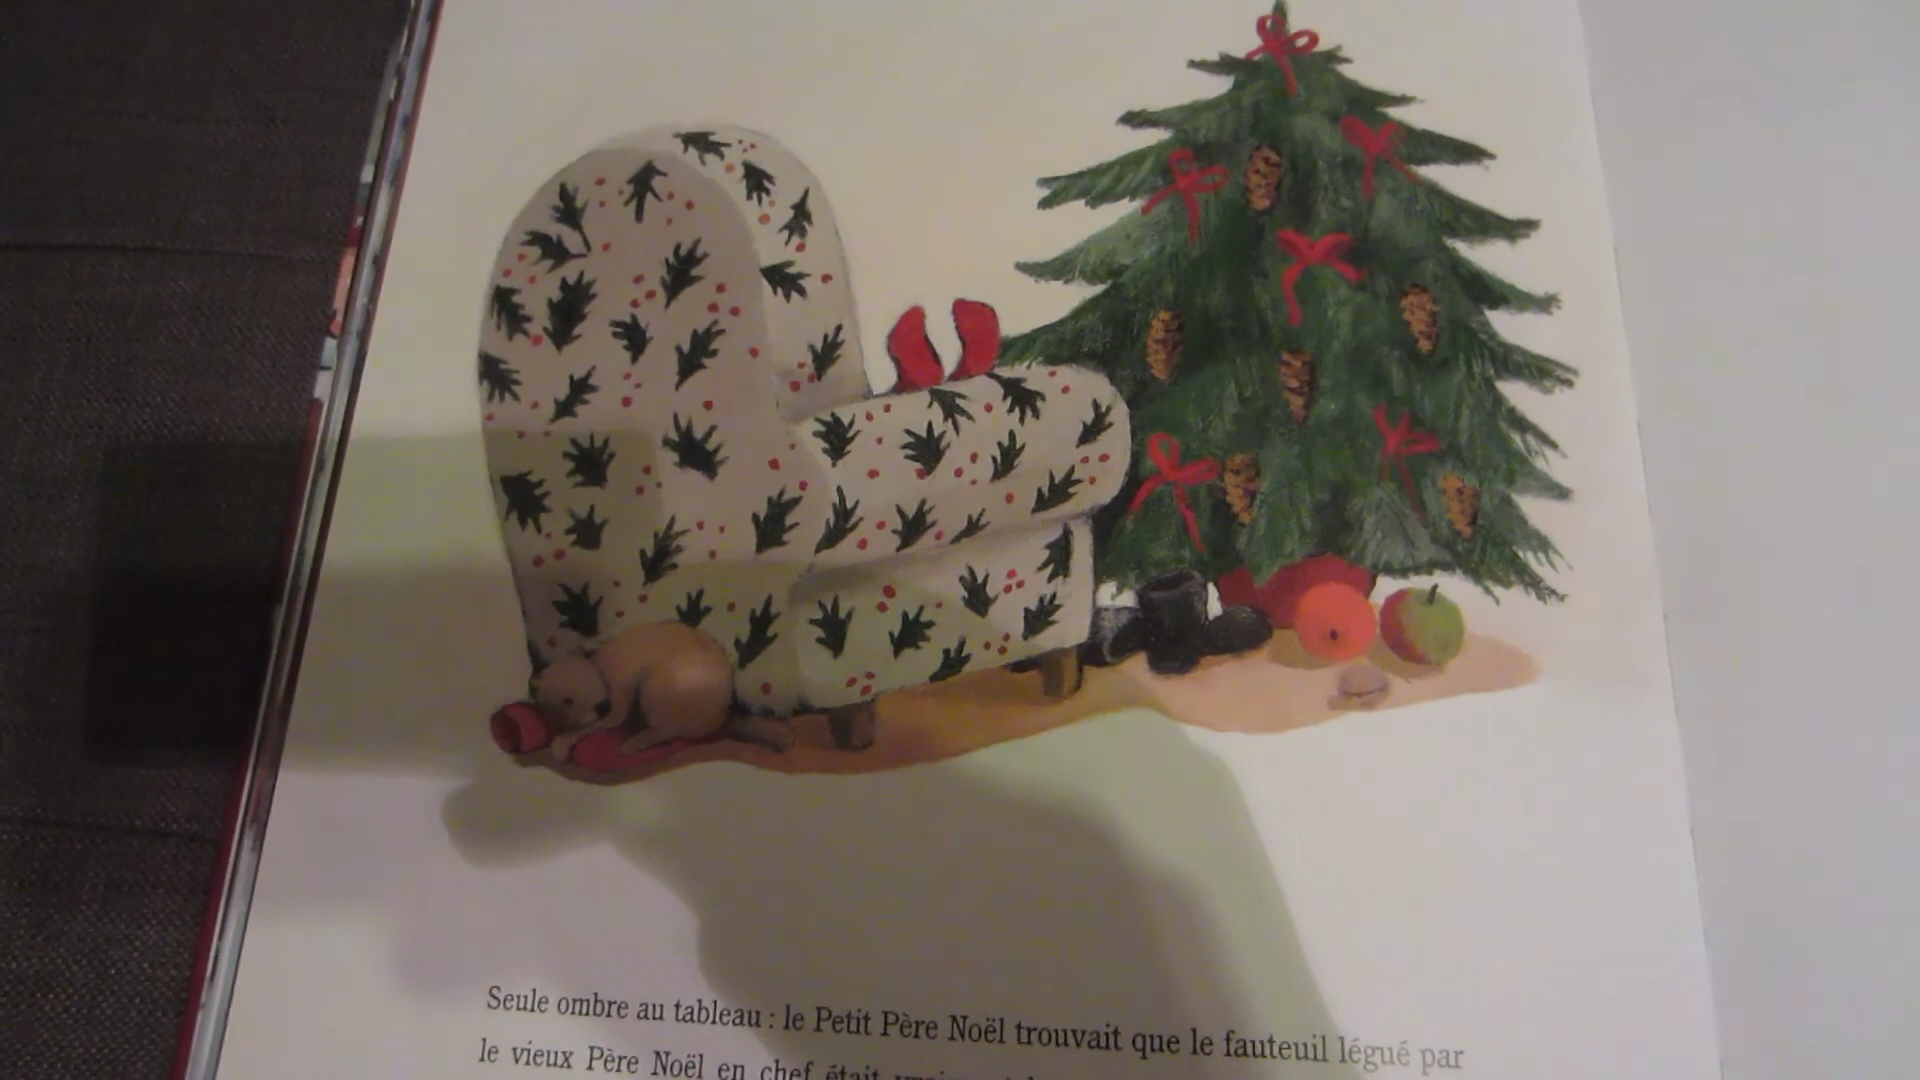 Seule ombre au tableau : le Petit Père Noël trouvait que le fauteuil légué par
le vieux Père Noël en chef était